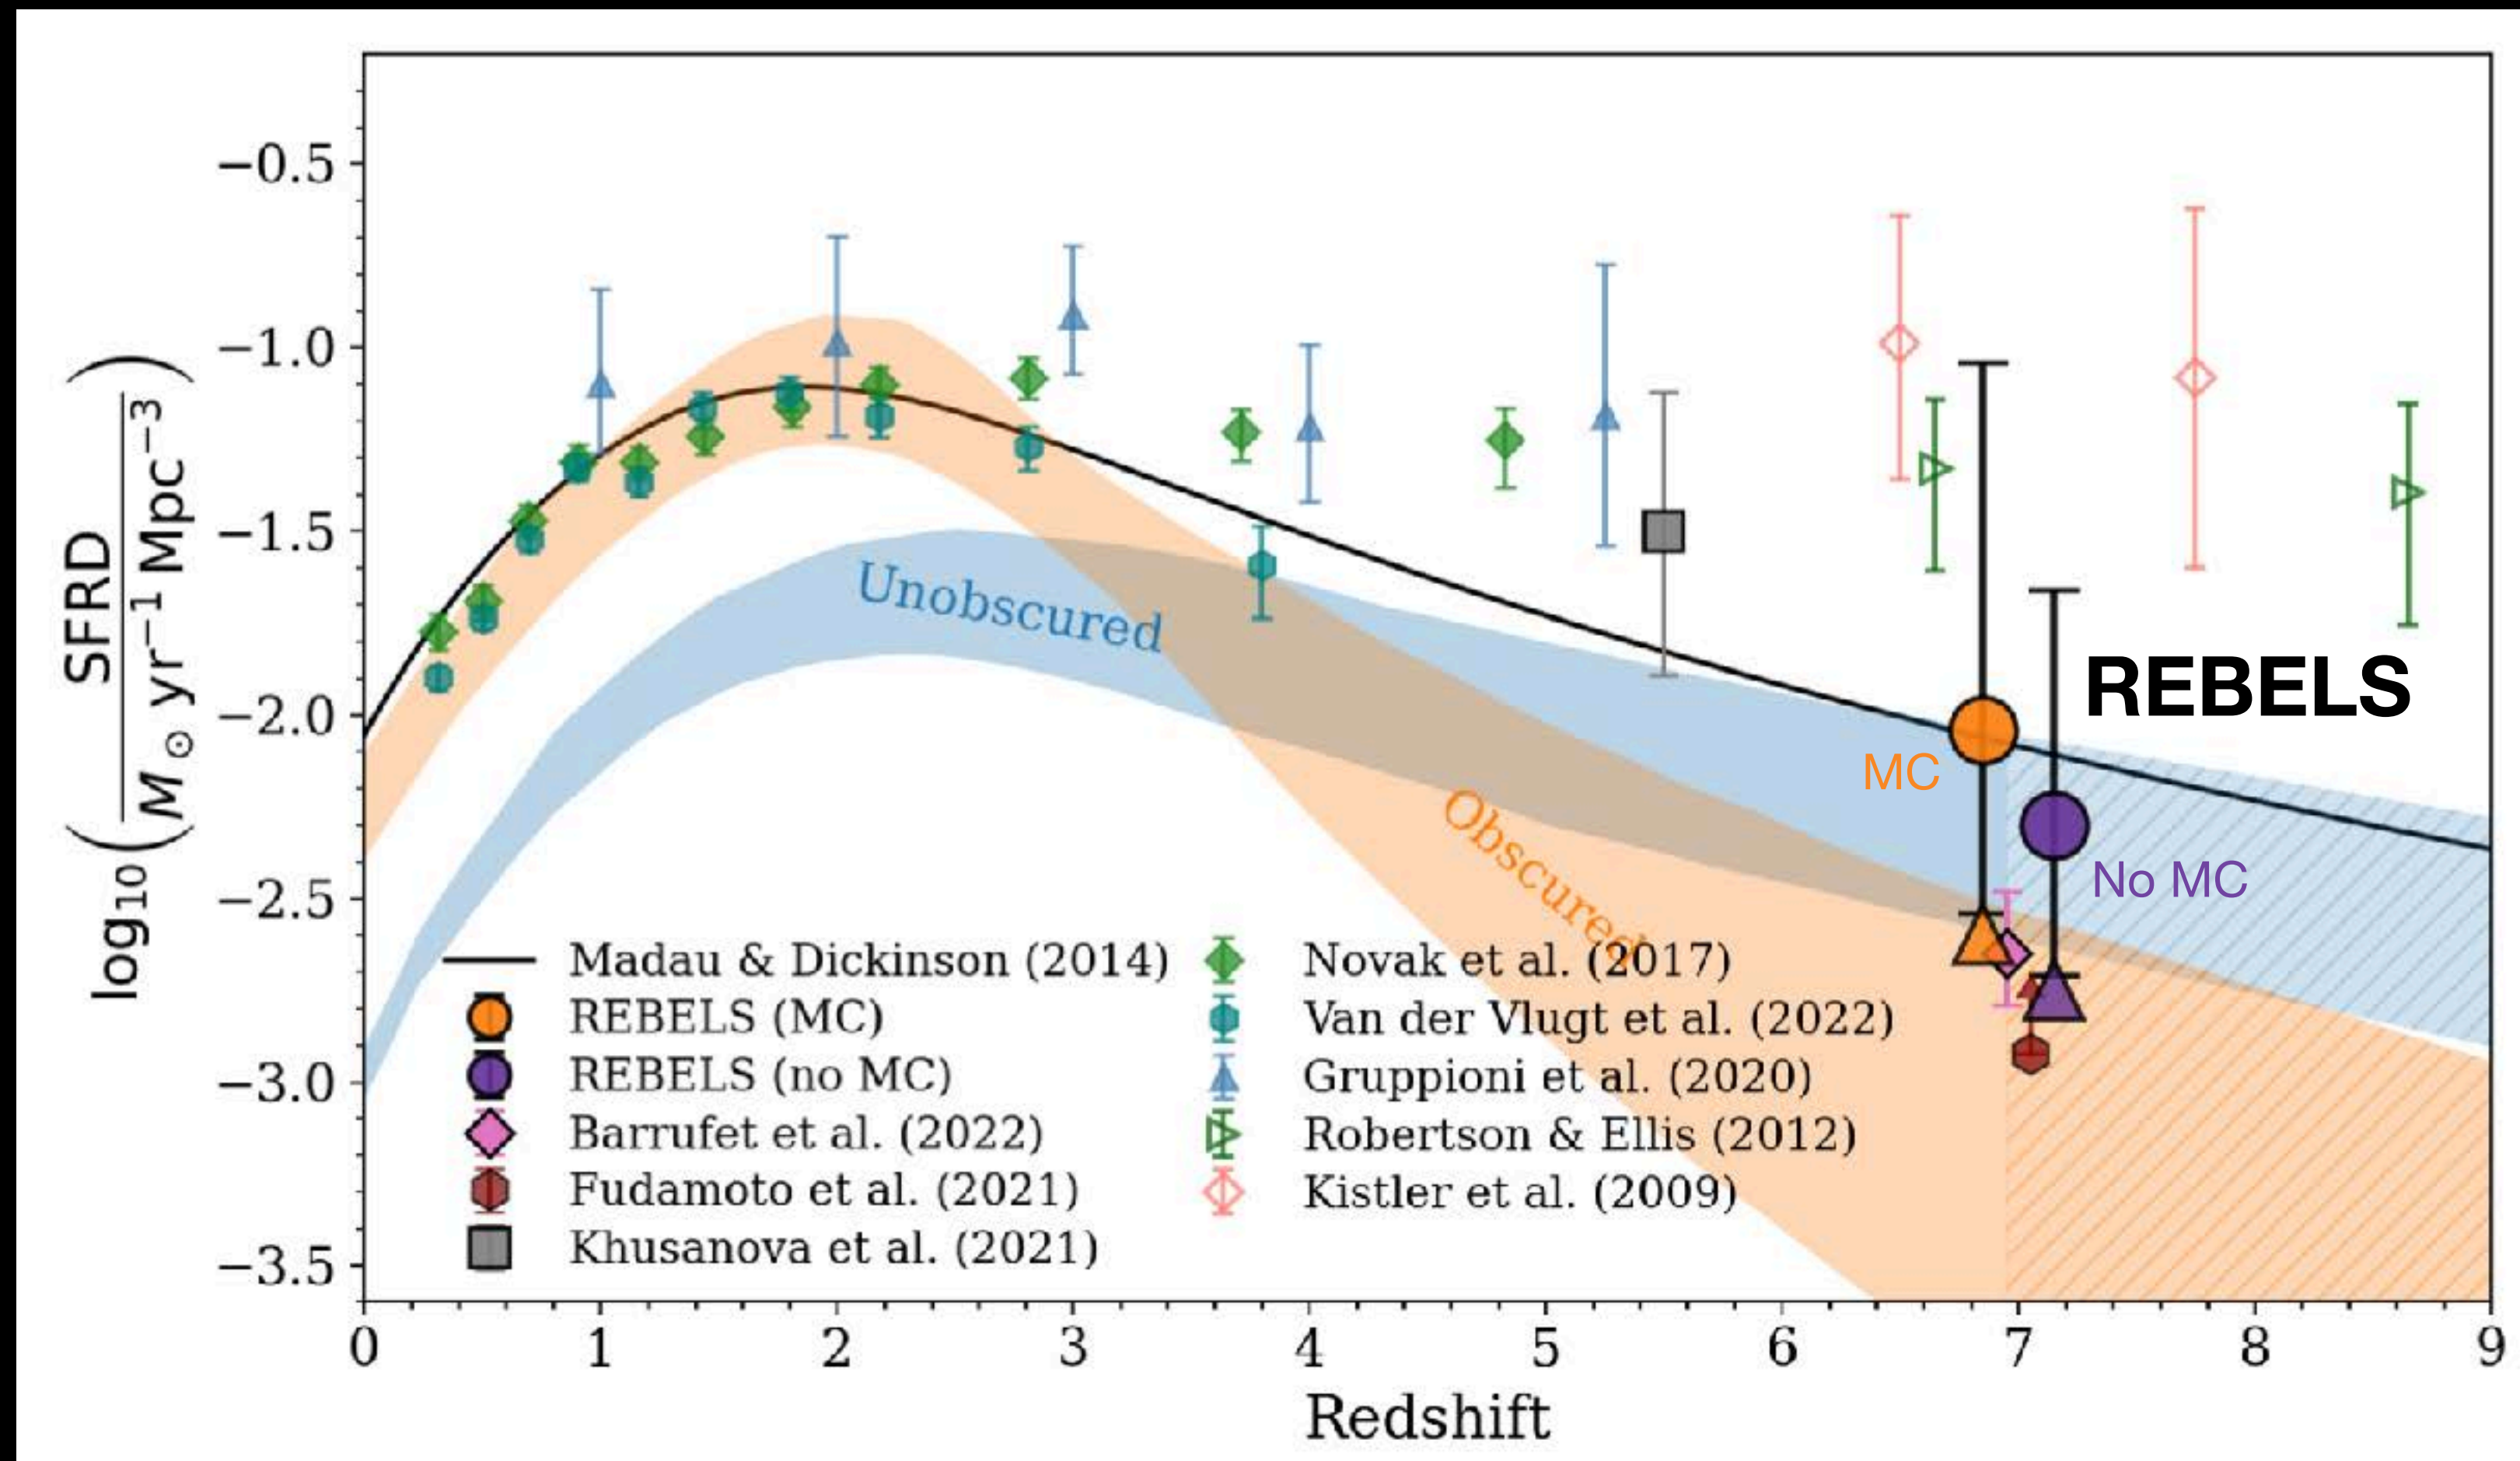 log₁₀ ( SFRD / M⊙ yr⁻¹ Mpc⁻³ )
−0.5
−1.0
−1.5
−2.0
−2.5
−3.0
−3.5
Unobscured
Obscured
REBELS
MC
No MC
Madau & Dickinson (2014)
REBELS (MC)
REBELS (no MC)
Barrufet et al. (2022)
Fudamoto et al. (2021)
Khusanova et al. (2021)
Novak et al. (2017)
Van der Vlugt et al. (2022)
Gruppioni et al. (2020)
Robertson & Ellis (2012)
Kistler et al. (2009)
0 1 2 3 4 5 6 7 8 9
Redshift